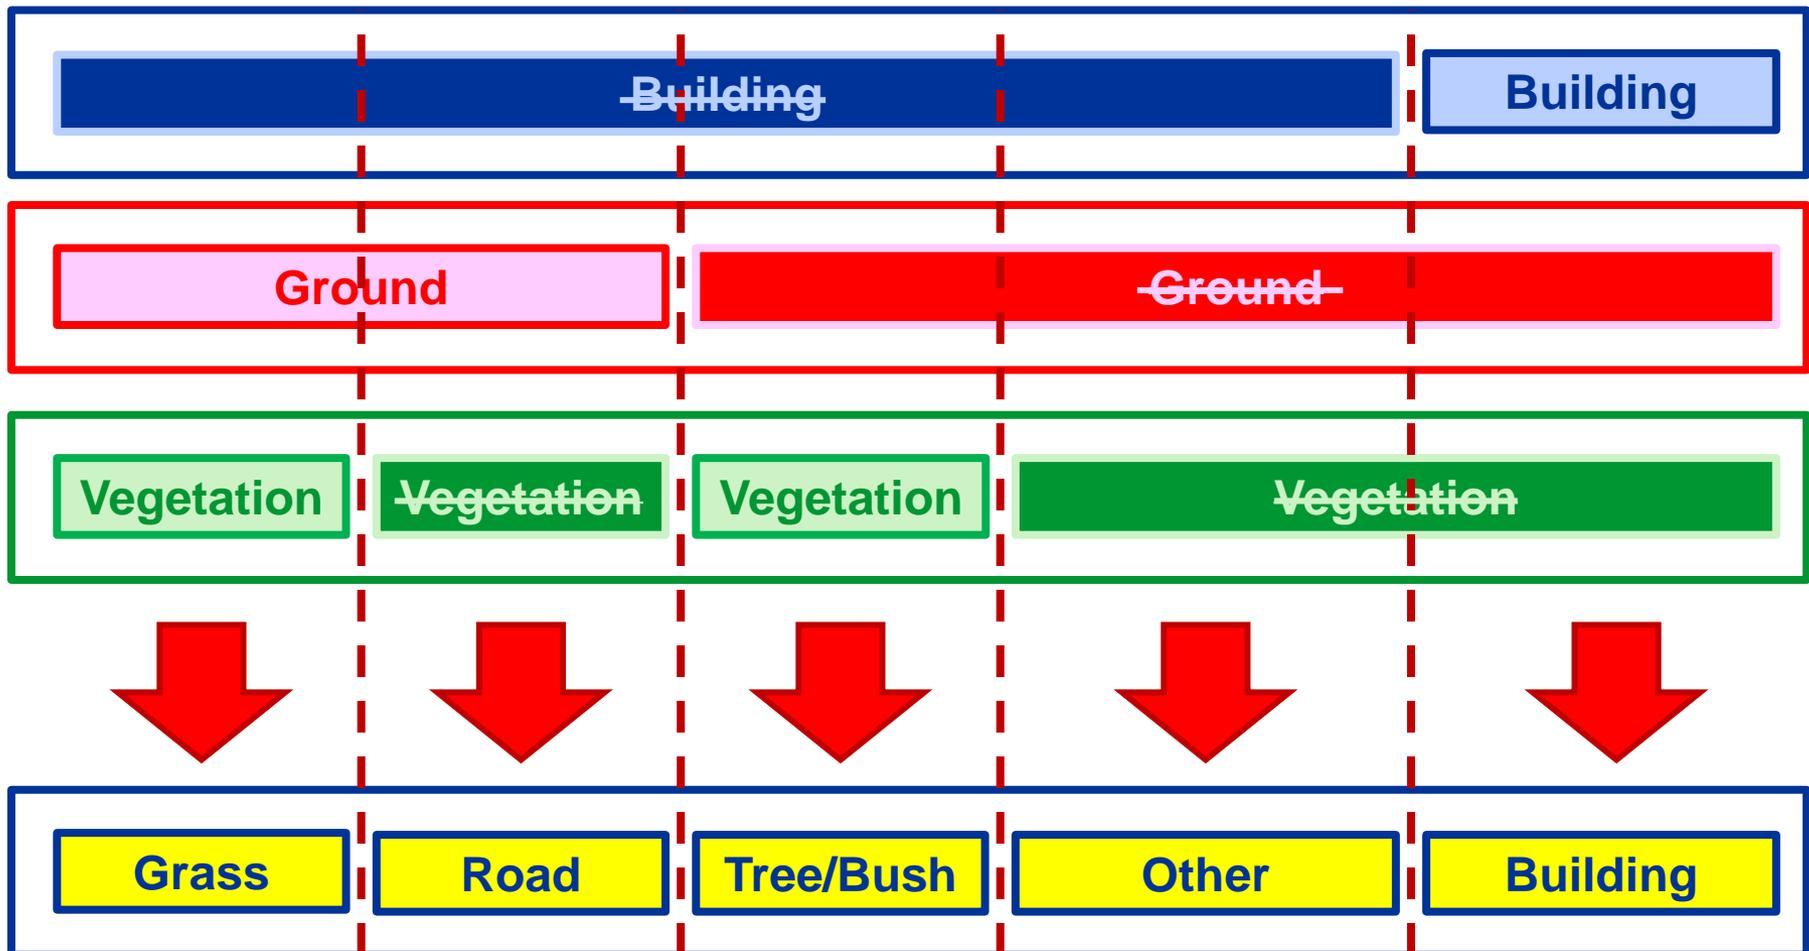 Building Building
Ground Ground
Vegetation Vegetation Vegetation Vegetation
Grass Road Tree/Bush Other Building